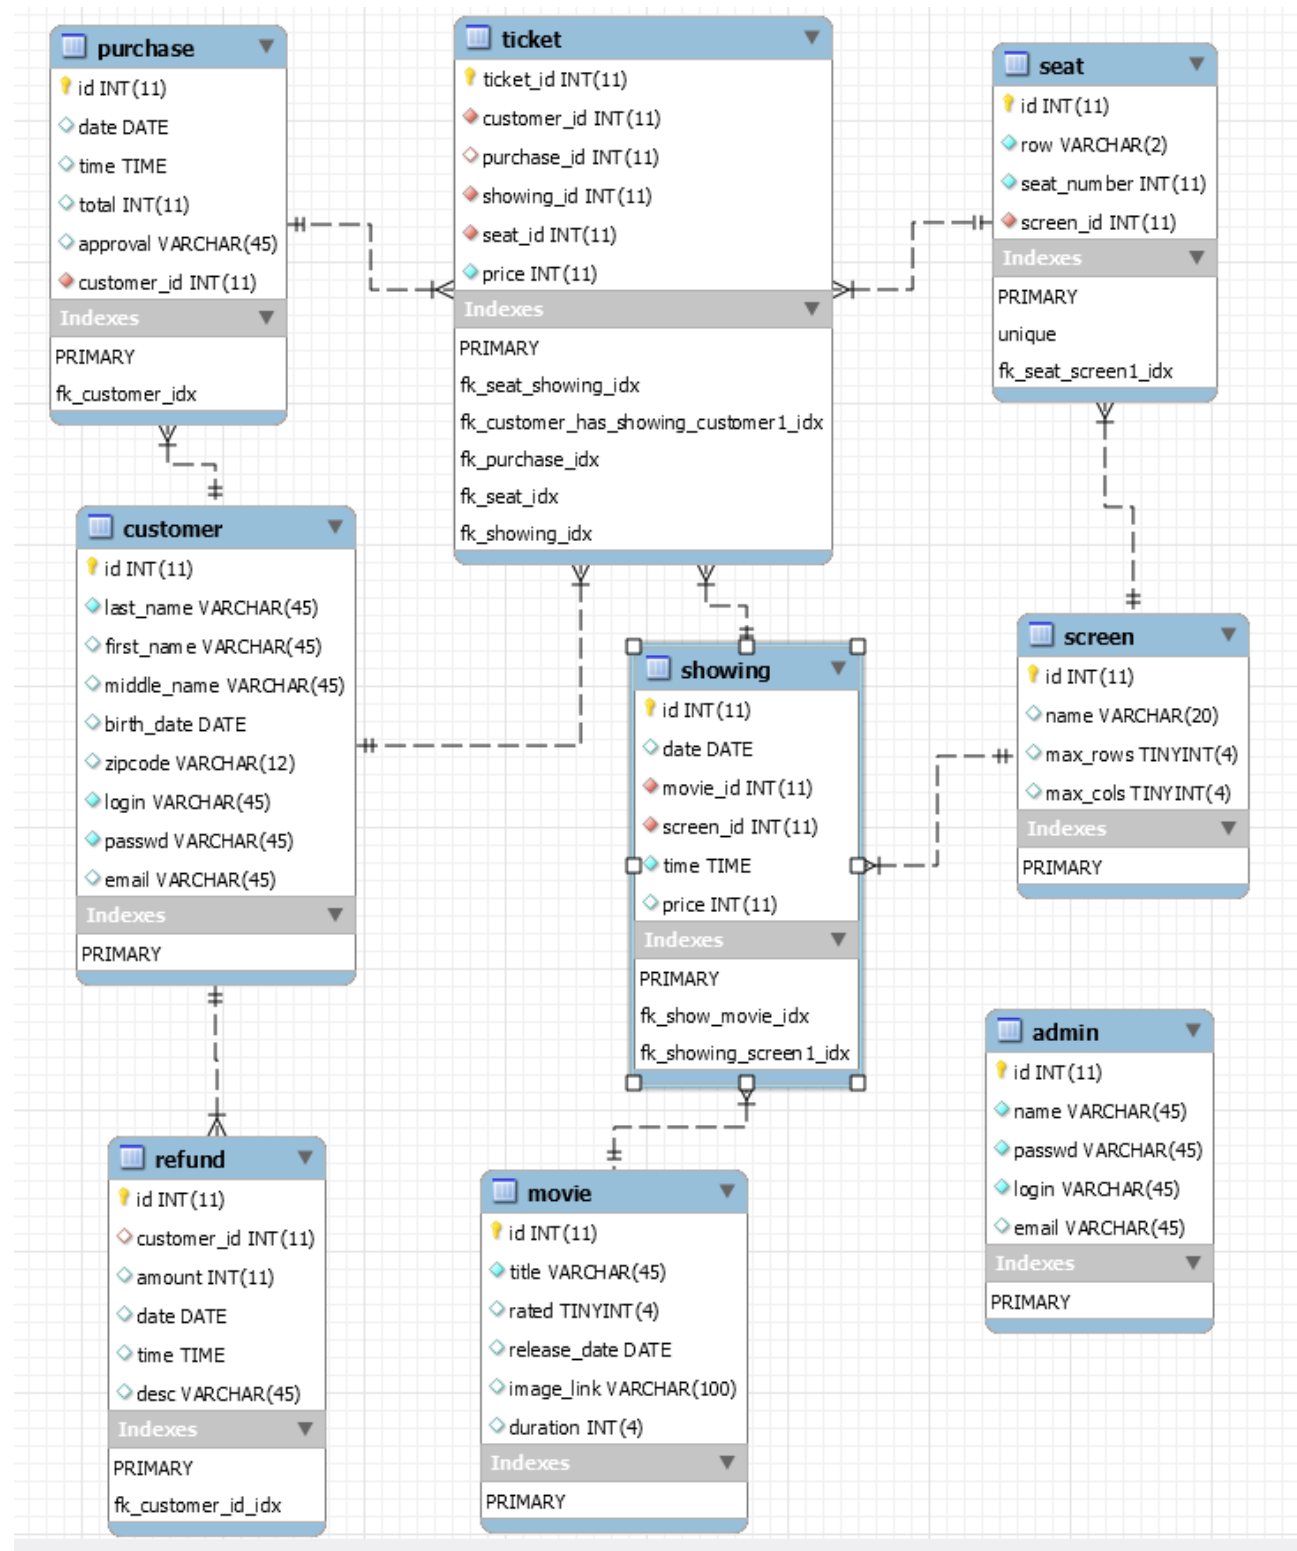 purchase
id INT(11)
date DATE
time TIME
total INT(11)
approval VARCHAR(45)
customer_id INT(11)
Indexes
PRIMARY
fk_customer_idx
ticket
ticket_id INT(11)
customer_id INT(11)
purchase_id INT(11)
showing_id INT(11)
seat_id INT(11)
price INT(11)
Indexes
PRIMARY
fk_seat_showing_idx
fk_customer_has_showing_customer1_idx
fk_purchase_idx
fk_seat_idx
fk_showing_idx
seat
id INT(11)
row VARCHAR(2)
seat_number INT(11)
screen_id INT(11)
Indexes
PRIMARY
unique
fk_seat_screen1_idx
customer
id INT(11)
last_name VARCHAR(45)
first_name VARCHAR(45)
middle_name VARCHAR(45)
birth_date DATE
zipcode VARCHAR(12)
login VARCHAR(45)
passwd VARCHAR(45)
email VARCHAR(45)
Indexes
PRIMARY
showing
id INT(11)
date DATE
movie_id INT(11)
screen_id INT(11)
time TIME
price INT(11)
Indexes
PRIMARY
fk_show_movie_idx
fk_showing_screen1_idx
screen
id INT(11)
name VARCHAR(20)
max_rows TINYINT(4)
max_cols TINYINT(4)
Indexes
PRIMARY
refund
id INT(11)
customer_id INT(11)
amount INT(11)
date DATE
time TIME
desc VARCHAR(45)
Indexes
PRIMARY
fk_customer_id_idx
movie
id INT(11)
title VARCHAR(45)
rated TINYINT(4)
release_date DATE
image_link VARCHAR(100)
duration INT(4)
Indexes
PRIMARY
admin
id INT(11)
name VARCHAR(45)
passwd VARCHAR(45)
login VARCHAR(45)
email VARCHAR(45)
Indexes
PRIMARY